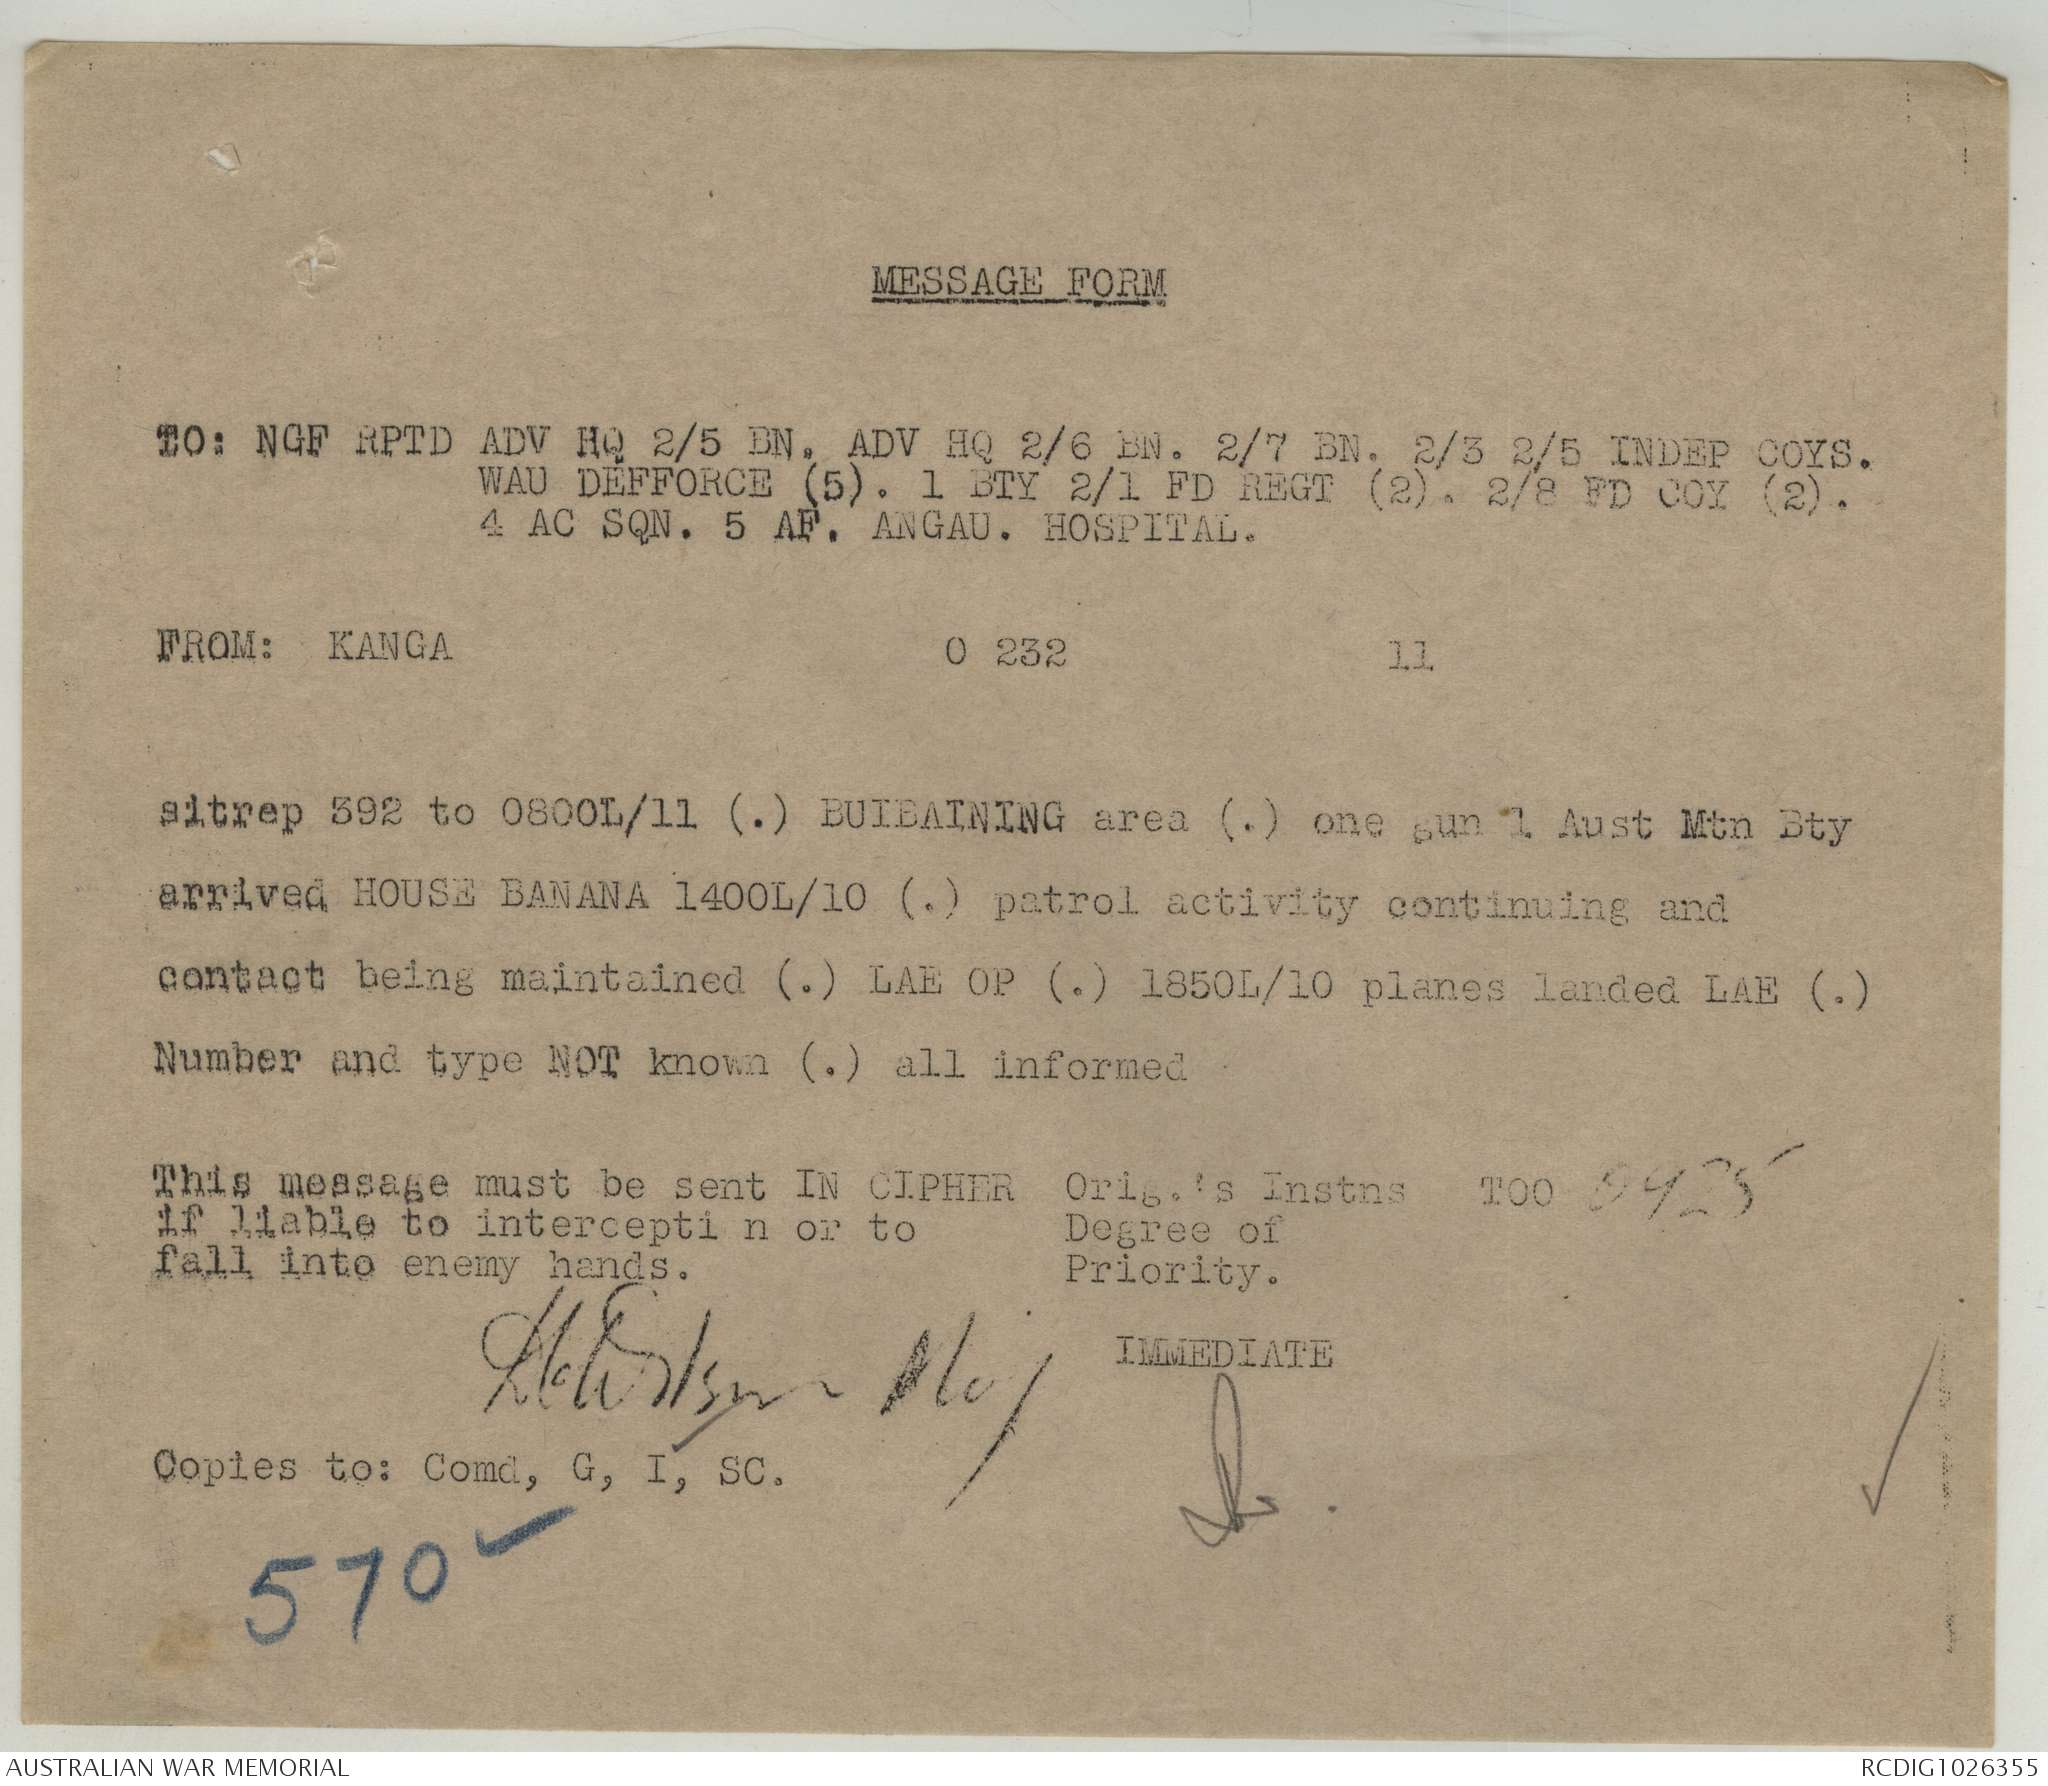 MESSAGE FORM
TO: NGF RPTD ADV HQ 2/5 BN. ADV HQ 2/6 BN. 2/7 BN. 2/3 2/5 INDEP COYS.
WAU DEFFORCE (5). 1 BTY 2/1 FD REGT (2). 2/8 FD COY (2).
4 AC SQN. 5 AF. ANGAU. HOSPITAL.
FROM: KANGA 0 232 11
sitrep 392 to 0800L/11 (.) BUIBAINING area (.) one gun 1 Aust Mtn Bty
arrived HOUSE BANANA 1400L/10 (.) patrol activity continuing and
contact being maintained (.) LAE OP (.) 1850L/10 planes landed LAE (.)
Number and type NOT known (.) all informed
This message must be sent IN CIPHER Orig.'s Instns TOO 0925
if liable to intercepti n or to Degree of
fall into enemy hands. Priority.
Maj
IMMEDIATE
Copies to: Comd, G, I, SC.
570
AUSTRALIAN WAR MEMORIAL RCDIG1026355